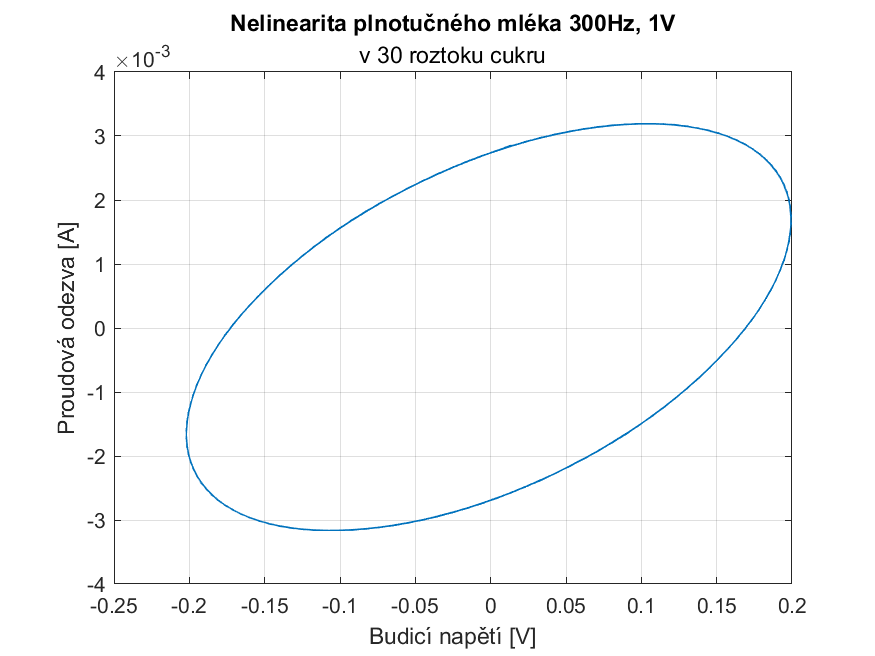 Nelinearita plnotučného mléka 300Hz, 1V
v 30 roztoku cukru
×10-3
4
3
2
1
0
-1
-2
-3
-4
Proudová odezva [A]
-0.25 -0.2 -0.15 -0.1 -0.05 0 0.05 0.1 0.15 0.2
Budicí napětí [V]